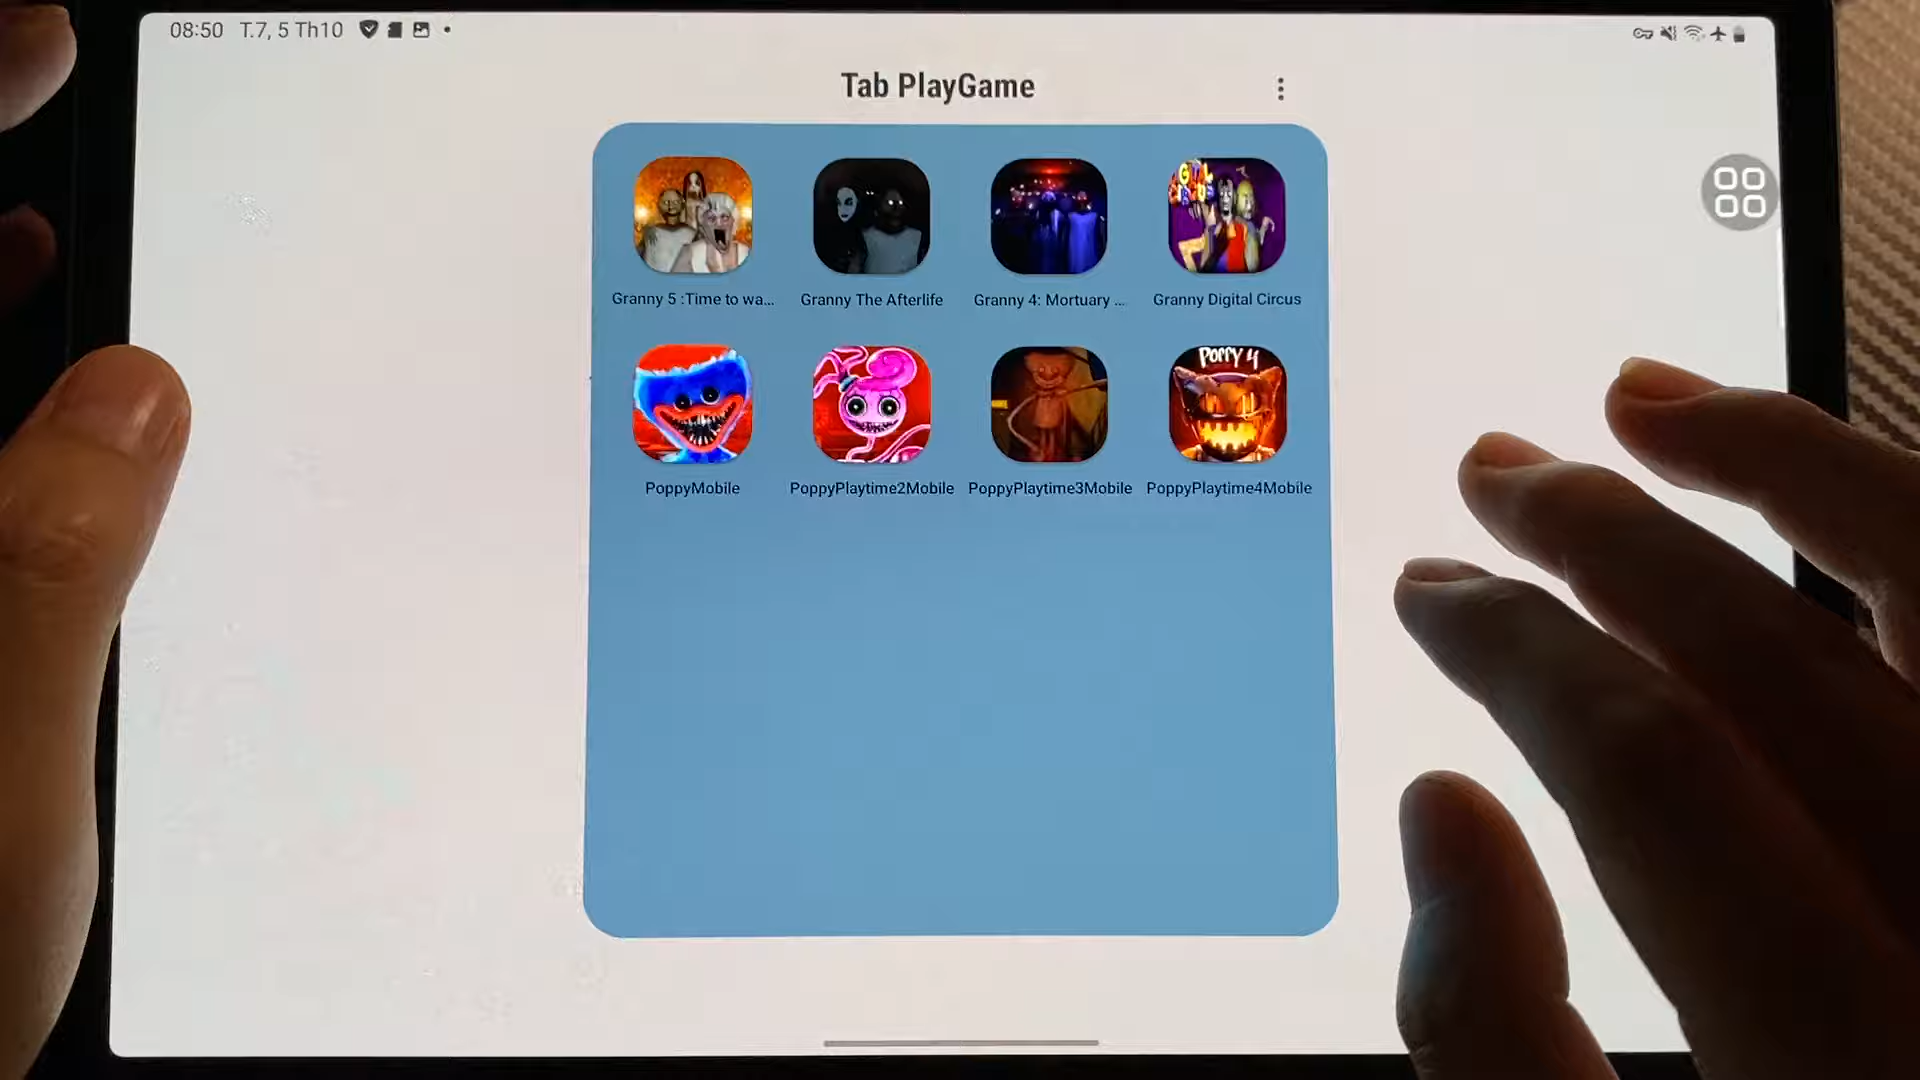 08:50 T.7, 5 Th10
Tab PlayGame
Granny 5 :Time to wa...
Granny The Afterlife
Granny 4: Mortuary ...
Granny Digital Circus
POPPY 4
PoppyMobile
PoppyPlaytime2Mobile
PoppyPlaytime3Mobile
PoppyPlaytime4Mobile